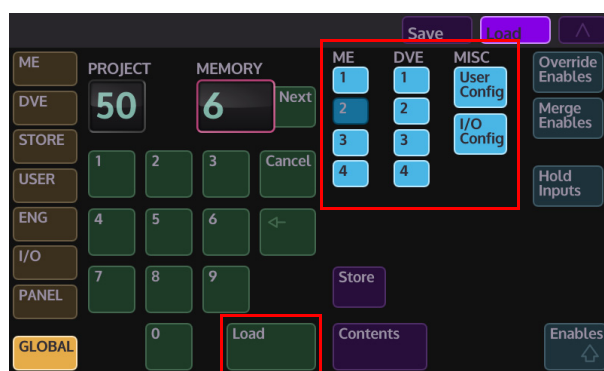 Save
Load
ME
DVE
STORE
USER
ENG
I/O
PANEL
GLOBAL
PROJECT
50
MEMORY
6
Next
1
2
3
Cancel
4
5
6
7
8
9
0
Load
ME
1
2
3
4
DVE
1
2
3
4
MISC
User
Config
I/O
Config
Store
Contents
Override
Enables
Merge
Enables
Hold
Inputs
Enables